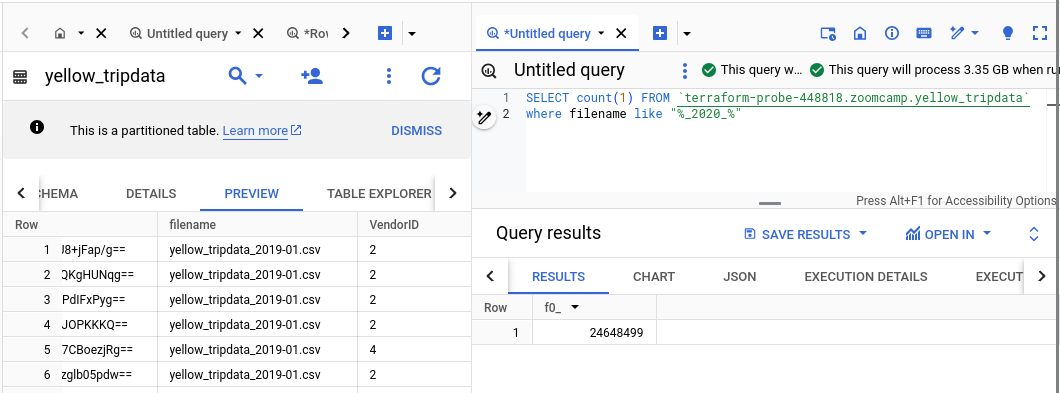 Untitled query
*Rov
yellow_tripdata
This is a partitioned table. Learn more
DISMISS
CHEMA
DETAILS
PREVIEW
TABLE EXPLORER
Row filename VendorID
1 J8+jFap/g== yellow_tripdata_2019-01.csv 2
2 QKgHUNqg== yellow_tripdata_2019-01.csv 2
3 PdIFxPyg== yellow_tripdata_2019-01.csv 2
4 JOPKKKQ== yellow_tripdata_2019-01.csv 2
5 7CBoezjRg== yellow_tripdata_2019-01.csv 4
6 zglb05pdw== yellow_tripdata_2019-01.csv 2
*Untitled query
Untitled query
This query w...
This query will process 3.35 GB when ru
1 SELECT count(1) FROM `terraform-probe-448818.zoomcamp.yellow_tripdata`
2 where filename like "%_2020_%"
Press Alt+F1 for Accessibility Options
Query results
SAVE RESULTS
OPEN IN
RESULTS
CHART
JSON
EXECUTION DETAILS
EXECUT
Row f0_
1 24648499